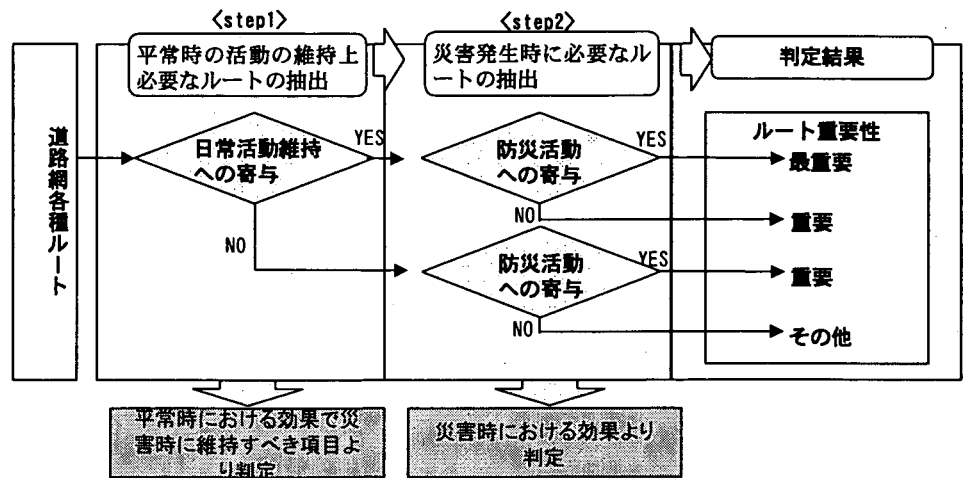 <step1>
<step2>
平常時の活動の維持上
必要なルートの抽出
災害発生時に必要なル
ートの抽出
判定結果
道路網各種ルート
日常活動維持
への寄与
YES
NO
防災活動
への寄与
YES
NO
防災活動
への寄与
YES
NO
ルート重要性
最重要
重要
重要
その他
平常時における効果で災
害時に維持すべき項目よ
り判定
災害時における効果より
判定